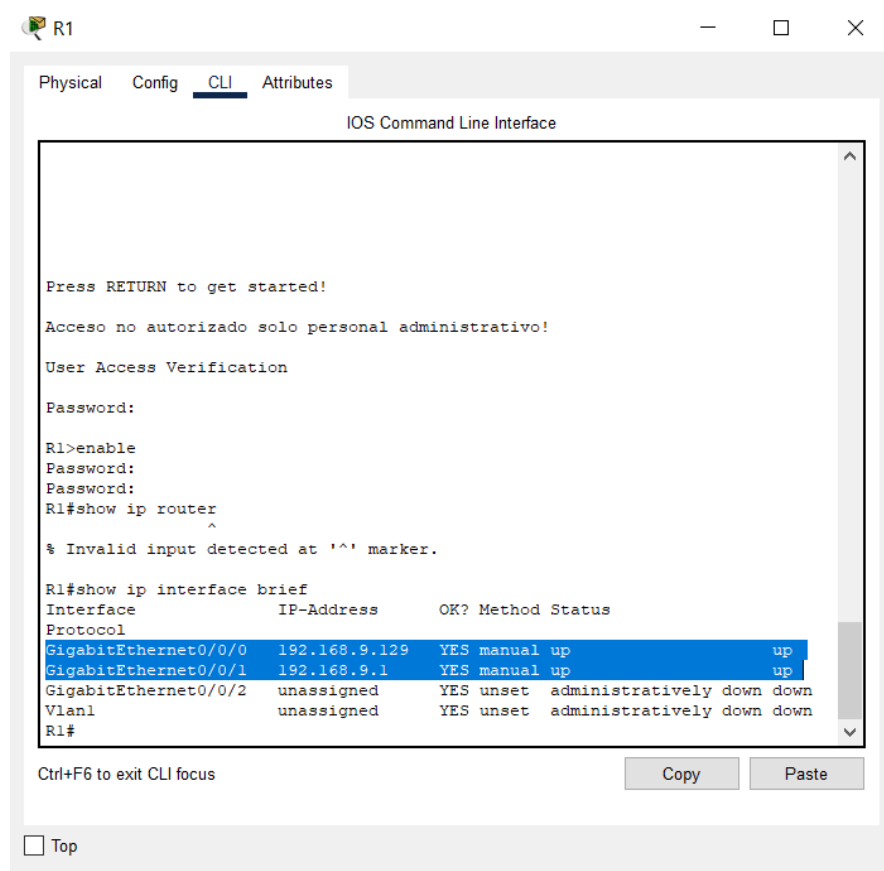 R1
Physical Config CLI Attributes
IOS Command Line Interface
Press RETURN to get started!
Acceso no autorizado solo personal administrativo!
User Access Verification
Password:
R1>enable
Password:
Password:
R1#show ip router
^
% Invalid input detected at '^' marker.
R1#show ip interface brief
Interface IP-Address OK? Method Status
Protocol
GigabitEthernet0/0/0 192.168.9.129 YES manual up up
GigabitEthernet0/0/1 192.168.9.1 YES manual up up
GigabitEthernet0/0/2 unassigned YES unset administratively down down
Vlan1 unassigned YES unset administratively down down
R1#
Ctrl+F6 to exit CLI focus
Copy Paste
Top